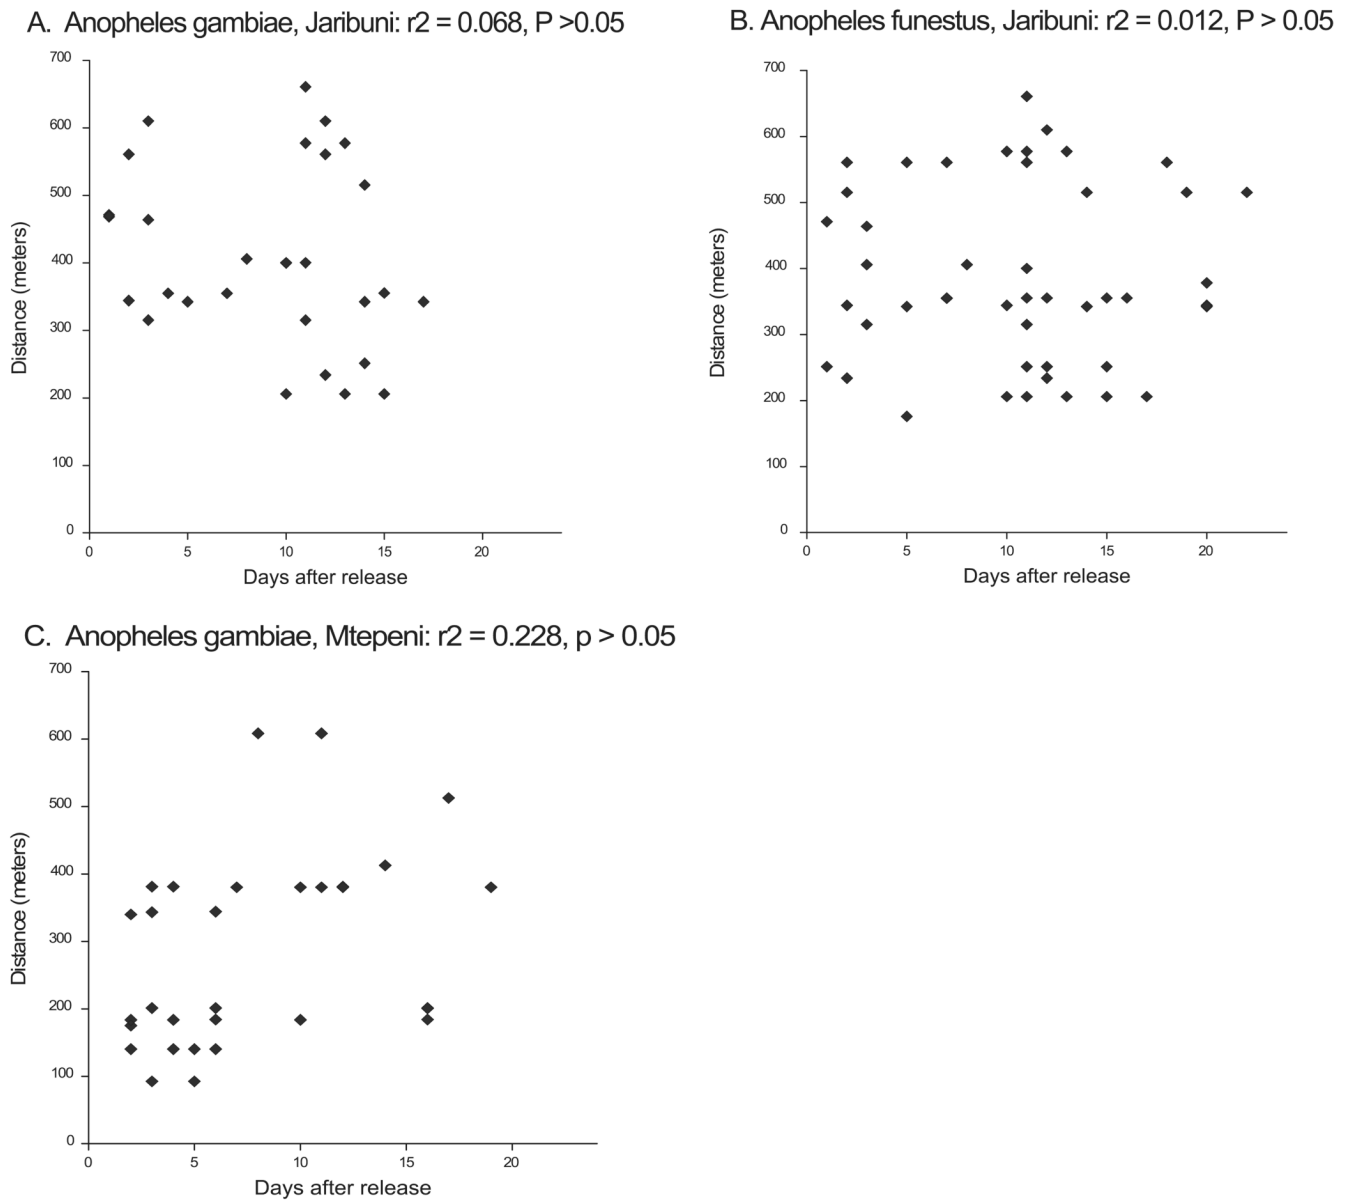 A. Anopheles gambiae, Jaribuni: r2 = 0.068, P >0.05
700
600
500
400
300
200
100
0
Distance (meters)
0 5 10 15 20
Days after release
B. Anopheles funestus, Jaribuni: r2 = 0.012, P > 0.05
700
600
500
400
300
200
100
0
Distance (meters)
0 5 10 15 20
Days after release
C. Anopheles gambiae, Mtepeni: r2 = 0.228, p > 0.05
700
600
500
400
300
200
100
0
Distance (meters)
0 5 10 15 20
Days after release